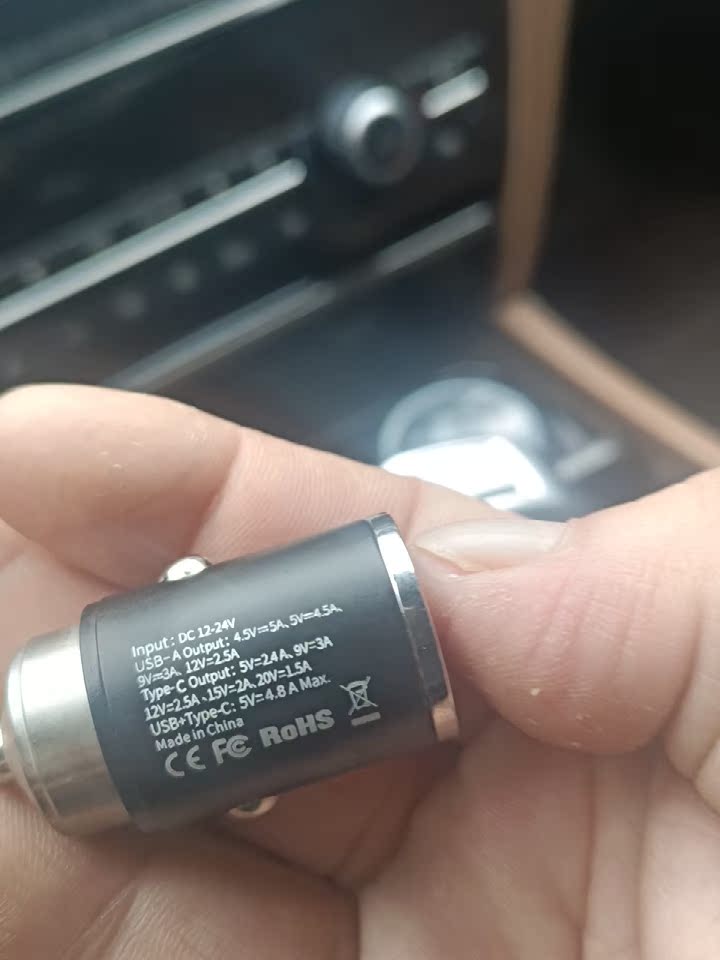 Input: DC 12-24V
USB-A Output: 4.5V=5A、5V=4.5A、
9V=3A、12V=2.5A
Type-C Output: 5V=2.4A、9V=3A
12V=2.5A、15V=2A、20V=1.5A
USB+Type-C: 5V=4.8A Max.
Made in China
CE FC RoHS